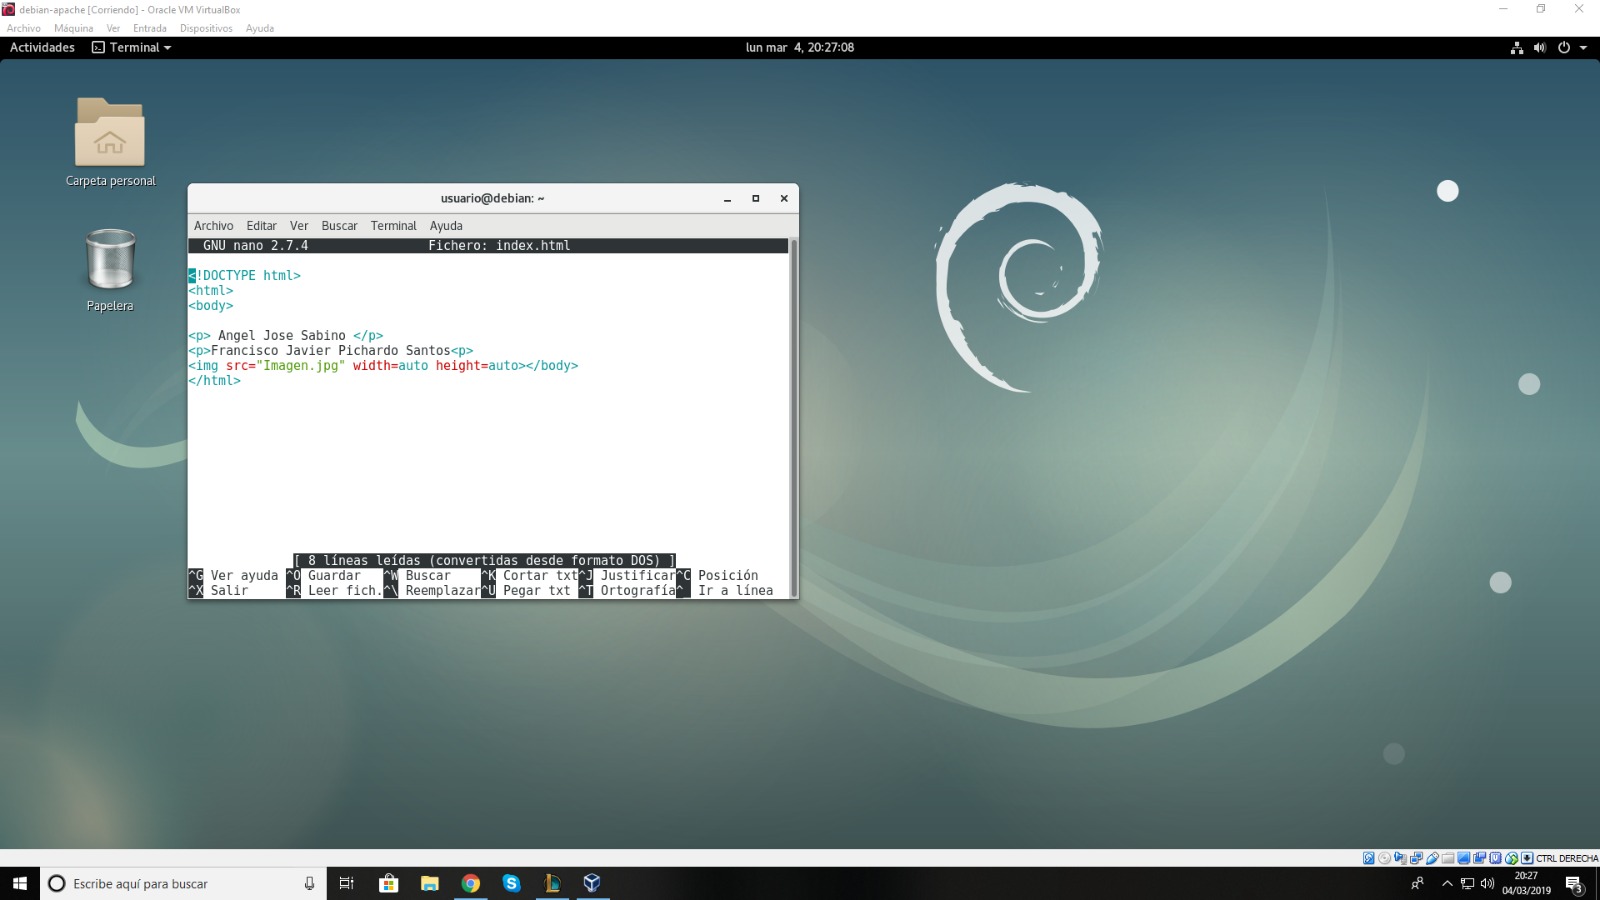 debian-apache [Corriendo] - Oracle VM VirtualBox
Archivo Máquina Ver Entrada Dispositivos Ayuda
Actividades Terminal lun mar 4, 20:27:08
Carpeta personal
Papelera
usuario@debian: ~
Archivo Editar Ver Buscar Terminal Ayuda
GNU nano 2.7.4 Fichero: index.html
<!DOCTYPE html>
<html>
<body>
<p> Angel Jose Sabino </p>
<p>Francisco Javier Pichardo Santos<p>
<img src="Imagen.jpg" width=auto height=auto></body>
</html>
[ 8 líneas leídas (convertidas desde formato DOS) ]
^G Ver ayuda ^O Guardar ^W Buscar ^K Cortar txt^J Justificar^C Posición
^X Salir ^R Leer fich.^\ Reemplazar^U Pegar txt ^T Ortografía^_ Ir a línea
CTRL DERECHA
Escribe aquí para buscar
20:27
04/03/2019
3